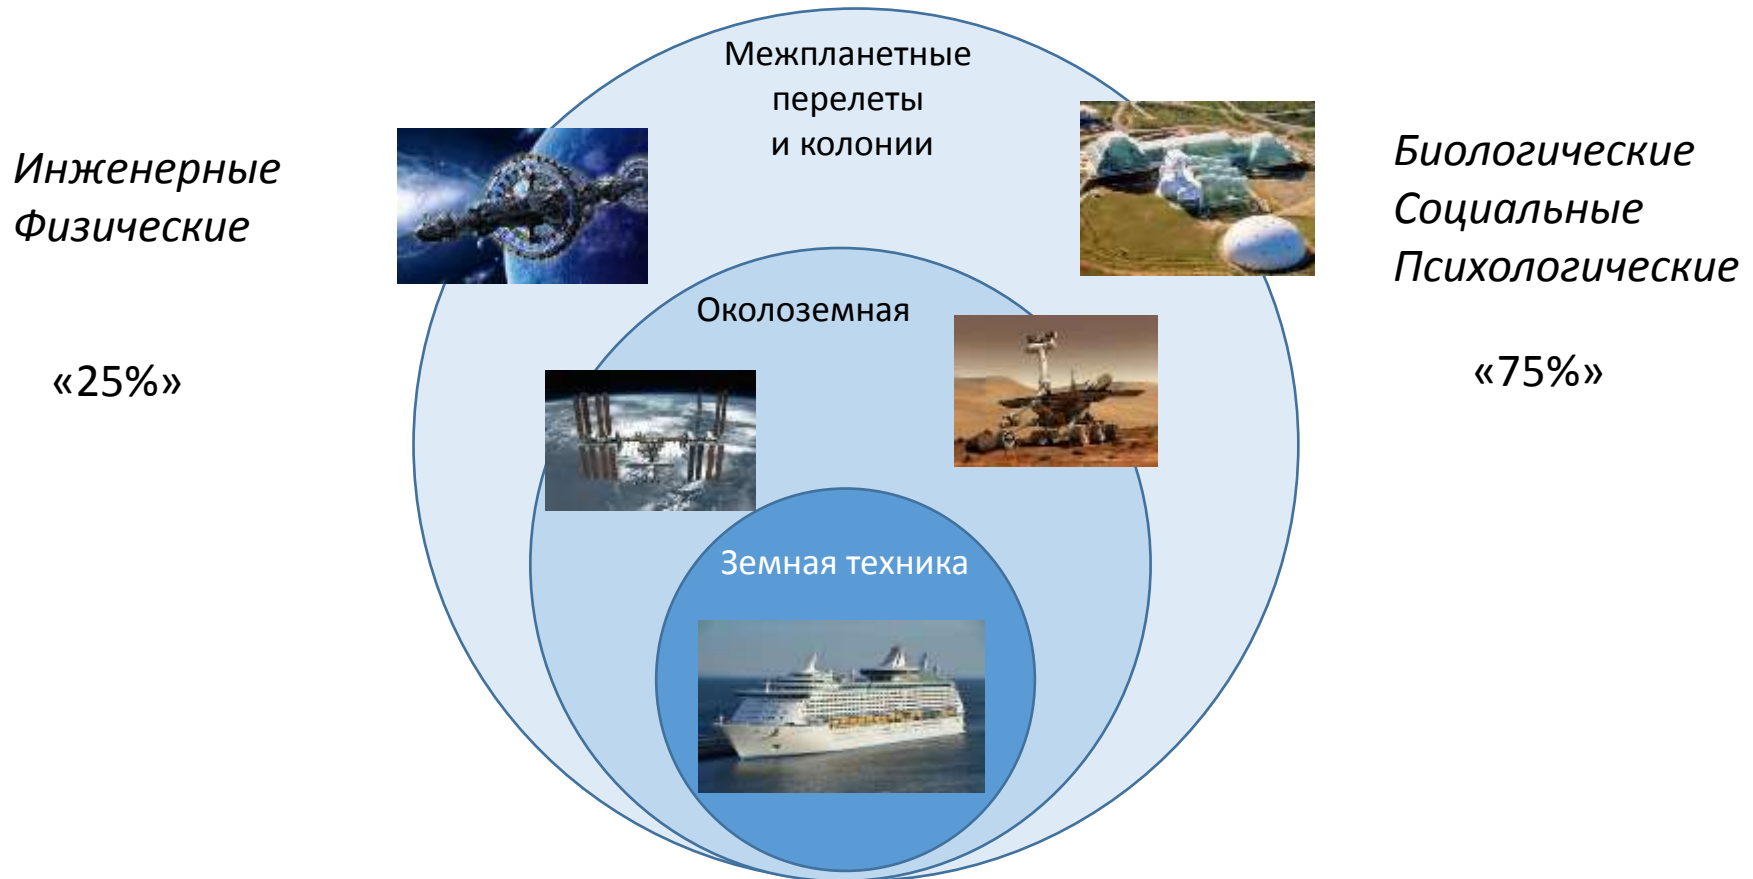 Межпланетные
перелеты
и колонии
Инженерные
Физические
«25%»
Биологические
Социальные
Психологические
«75%»
Околоземная
Земная техника